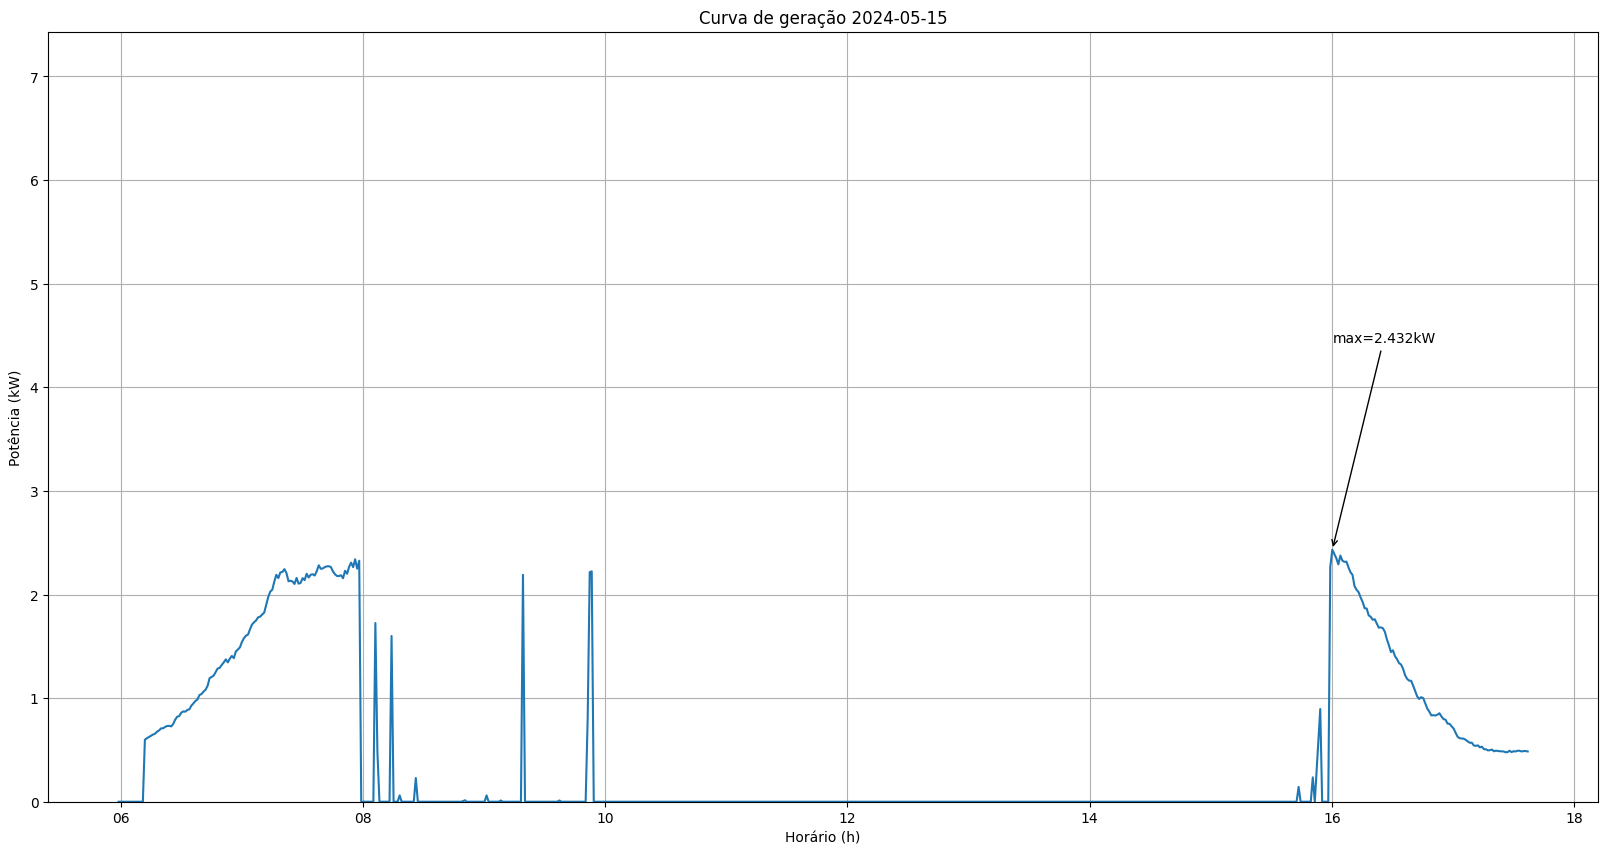 Curva de geração 2024-05-15
7
6
5
4
3
2
1
0
Potência (kW)
max=2.432kW
06 08 10 12 14 16 18
Horário (h)